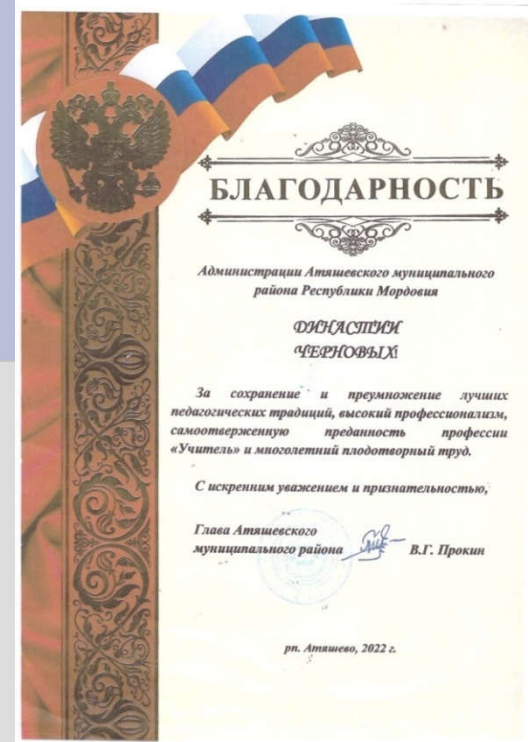 БЛАГОДАРНОСТЬ
Администрации Атяшевского муниципального
района Республики Мордовия
ДИНАСТИИ
ЧЕРНОВЫХ!
За сохранение и преумножение лучших
педагогических традиций, высокий профессионализм,
самоотверженную преданность профессии
«Учитель» и многолетний плодотворный труд.
С искренним уважением и признательностью,
Глава Атяшевского
муниципального района В.Г. Прокин
рп. Атяшево, 2022 г.